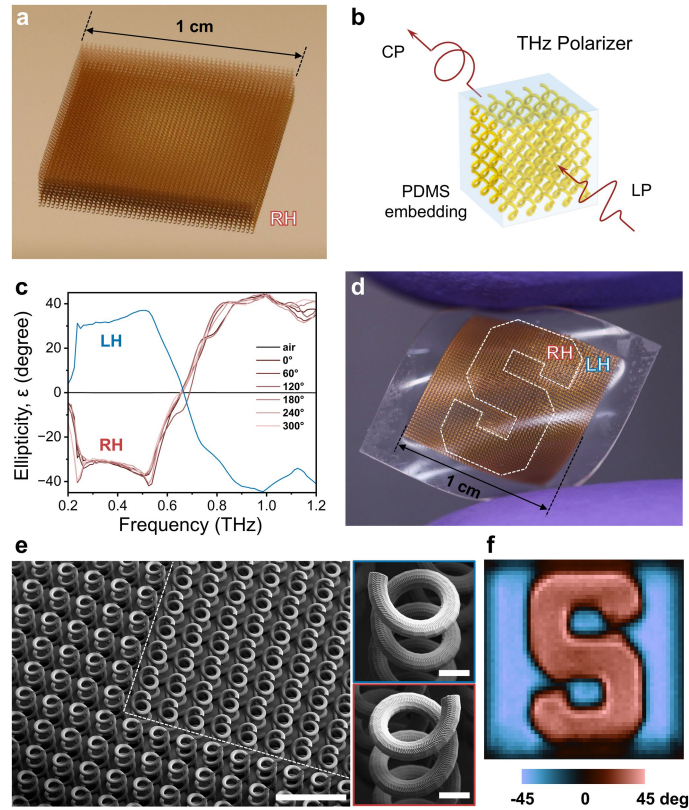 a
1 cm
RH
b
CP
THz Polarizer
PDMS
embedding
LP
c
Ellipticity, ε (degree)
40
20
0
−20
−40
LH
RH
air
0°
60°
120°
180°
240°
300°
0.2
0.4
0.6
0.8
1.0
1.2
Frequency (THz)
d
RH
LH
1 cm
e
f
-45
0
45 deg